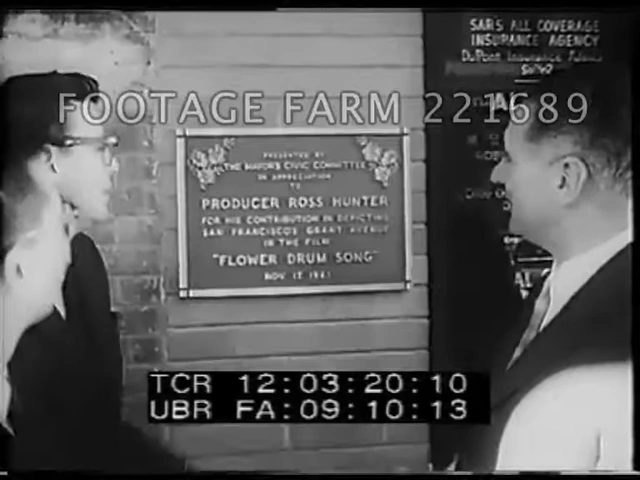 SAR'S ALL COVERAGE
INSURANCE AGENCY
FOOTAGE FARM 221689
PRESENTED BY
THE MAYOR'S CIVIC COMMITTEE
IN APPRECIATION
TO
PRODUCER ROSS HUNTER
FOR HIS CONTRIBUTION IN DEPICTING
SAN FRANCISCO'S GRANT AVENUE
IN THE FILM
"FLOWER DRUM SONG"
NOV 17, 1961
TCR 12:03:20:10
UBR FA:09:10:13